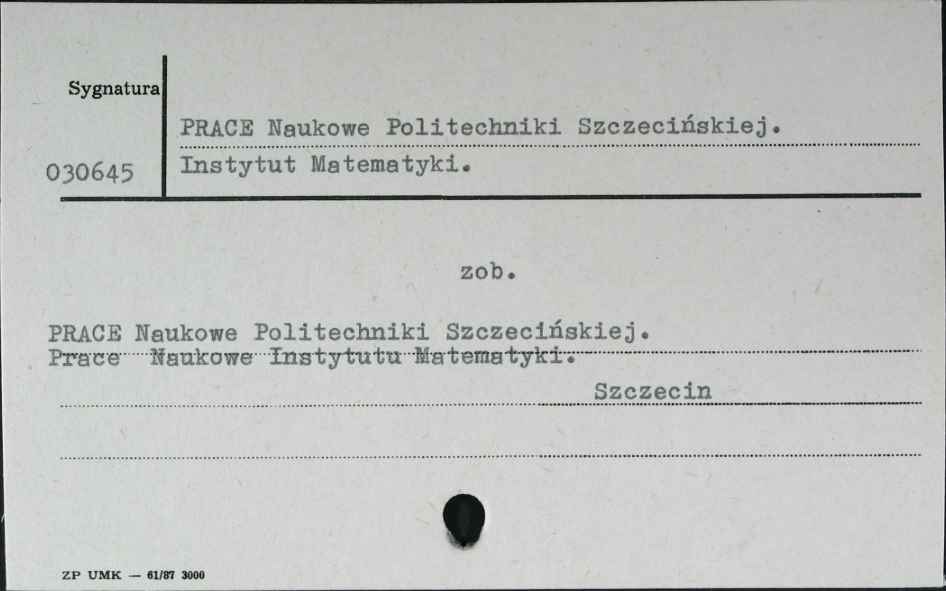 Sygnatura
PRACE Naukowe Politechniki Szczecińskiej.
030645
Instytut Matematyki.
zob.
PRACE Naukowe Politechniki Szczecińskiej.
Prace Naukowe Instytutu Matematyki.
Szczecin
ZP UMK — 61/87 3000